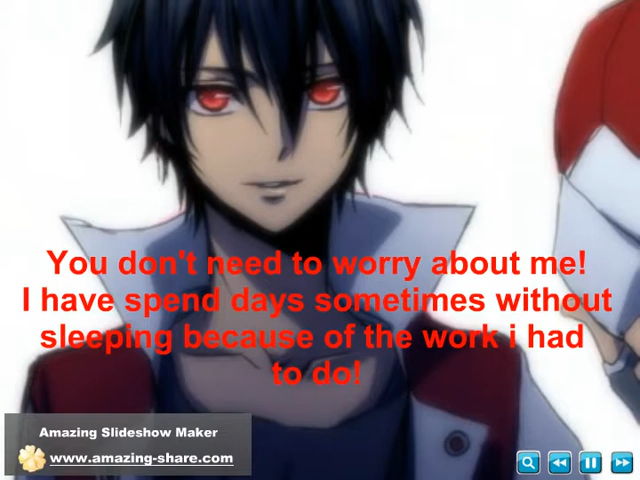 You don't need to worry about me!
I have spend days sometimes without
sleeping because of the work i had
to do!
Amazing Slideshow Maker
www.amazing-share.com